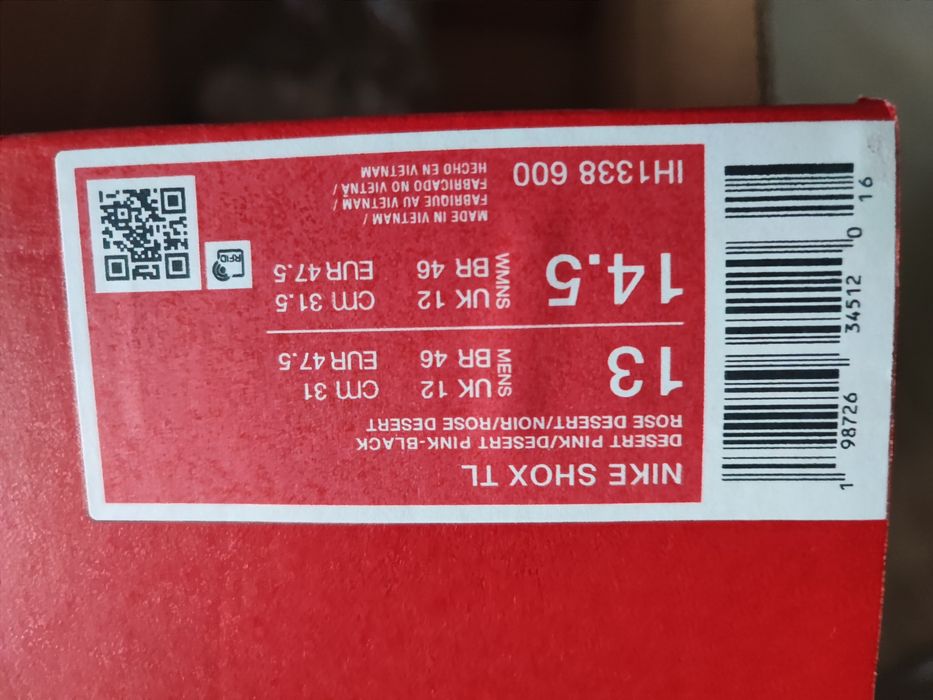 NIKE SHOX TL
DESERT PINK/DESERT PINK-BLACK
ROSE DESERT/NOIR/ROSE DESERT
13 MENS UK 12 cm 31
BR 46 EUR 47.5
14.5 WMNS UK 12 cm 31.5
BR 46 EUR 47.5
MADE IN VIETNAM /
FABRIQUE AU VIETNAM /
FABRICADO NO VIETNÃ /
HECHO EN VIETNAM
IH1338 600
RFID
1 98726 34512 0 16